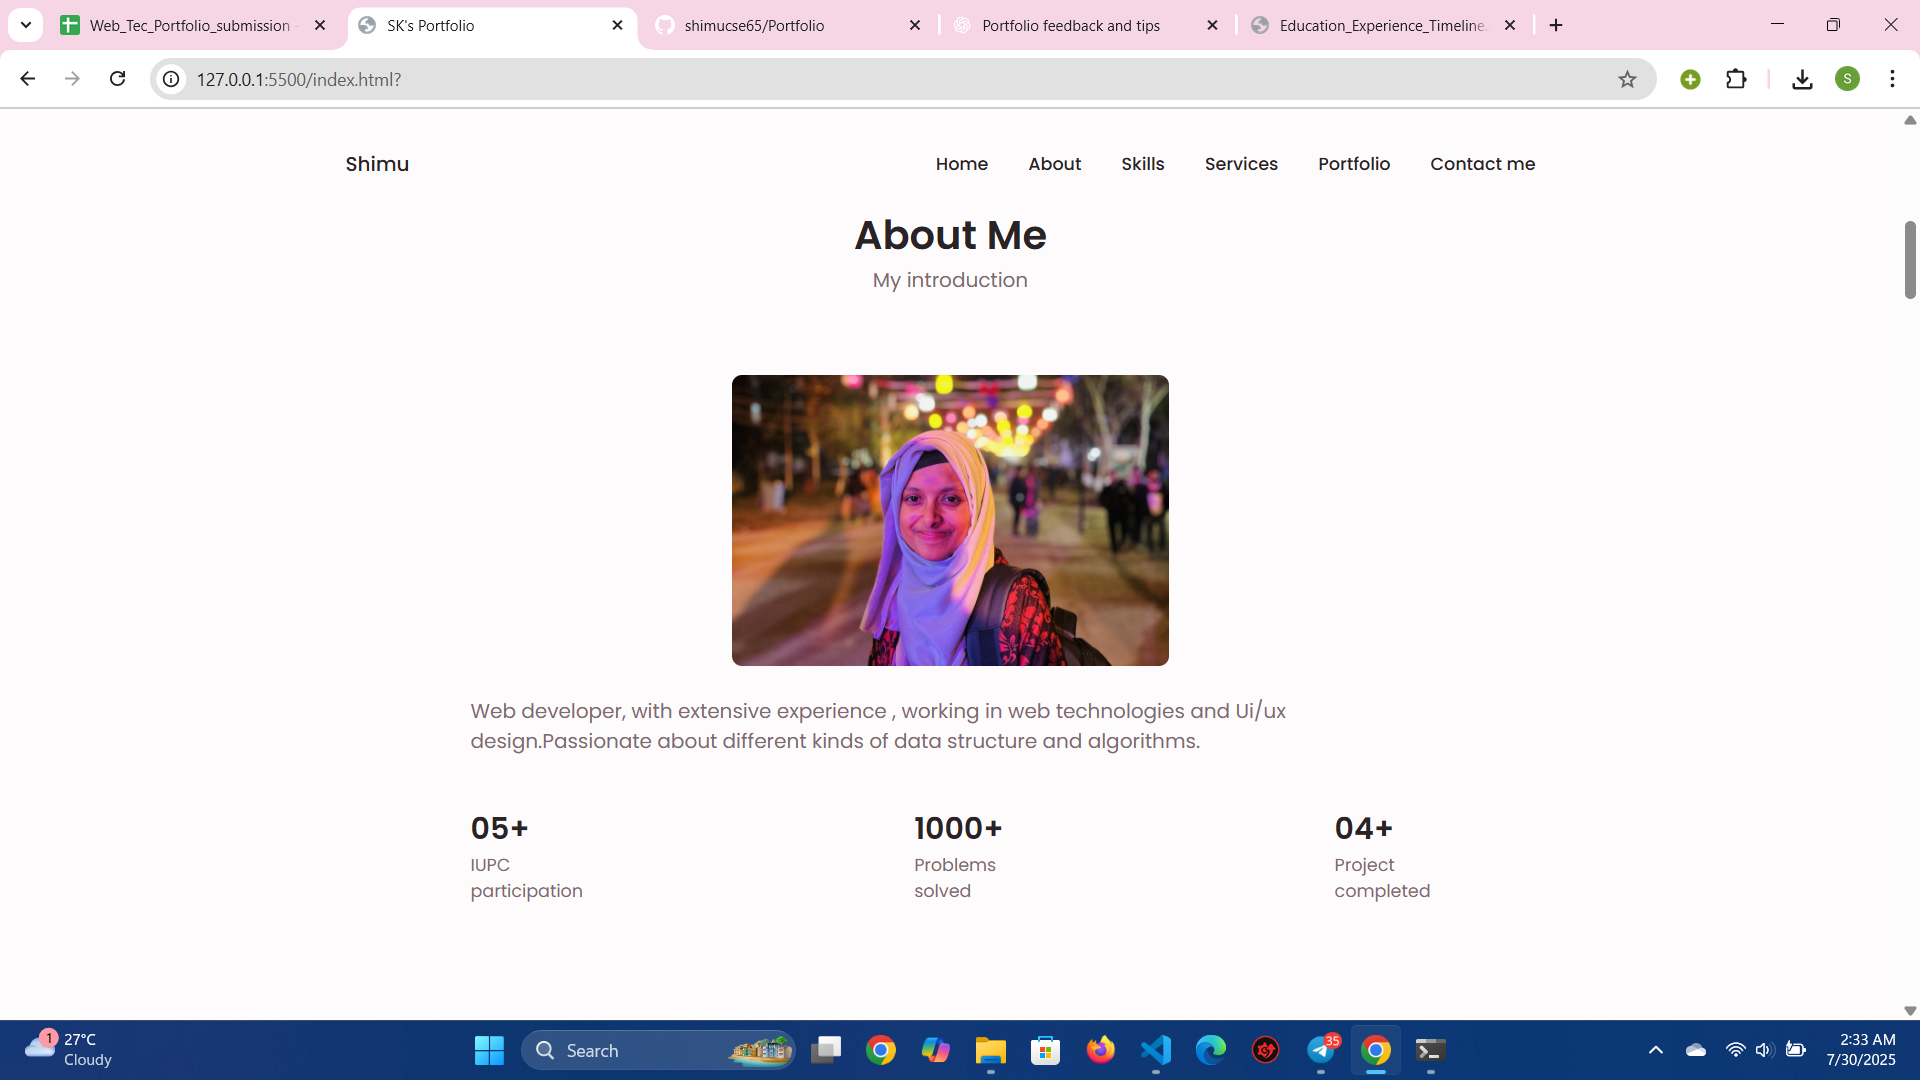 Web_Tec_Portfolio_submission
SK's Portfolio
shimucse65/Portfolio
Portfolio feedback and tips
Education_Experience_Timeline.
127.0.0.1:5500/index.html?
S
Shimu
Home
About
Skills
Services
Portfolio
Contact me
About Me
My introduction
Web developer, with extensive experience , working in web technologies and Ui/ux
design.Passionate about different kinds of data structure and algorithms.
05+
IUPC
participation
1000+
Problems
solved
04+
Project
completed
1
27°C
Cloudy
Search
35
2:33 AM
7/30/2025